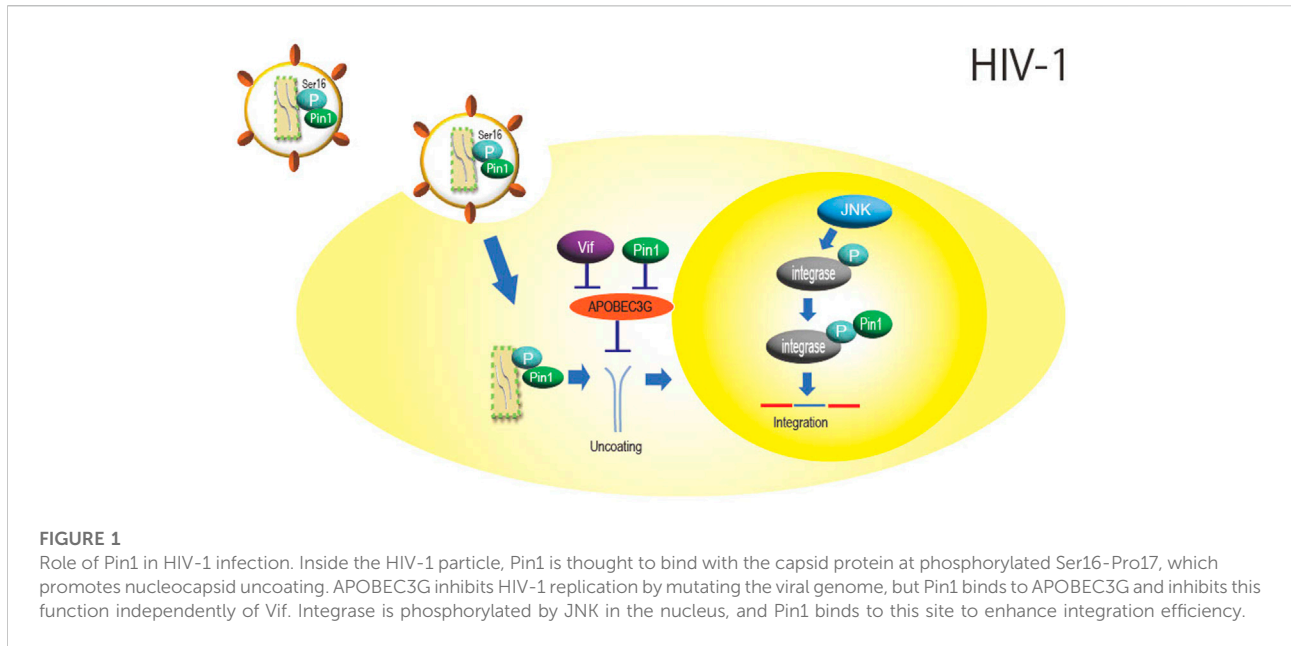 HIV-1
Ser16
P
Pin1
Ser16
P
Pin1
JNK
Vif
Pin1
P
integrase
APOBEC3G
P
Pin1
integrase
P
Pin1
Integration
Uncoating
FIGURE 1
Role of Pin1 in HIV-1 infection. Inside the HIV-1 particle, Pin1 is thought to bind with the capsid protein at phosphorylated Ser16-Pro17, which
promotes nucleocapsid uncoating. APOBEC3G inhibits HIV-1 replication by mutating the viral genome, but Pin1 binds to APOBEC3G and inhibits this
function independently of Vif. Integrase is phosphorylated by JNK in the nucleus, and Pin1 binds to this site to enhance integration efficiency.